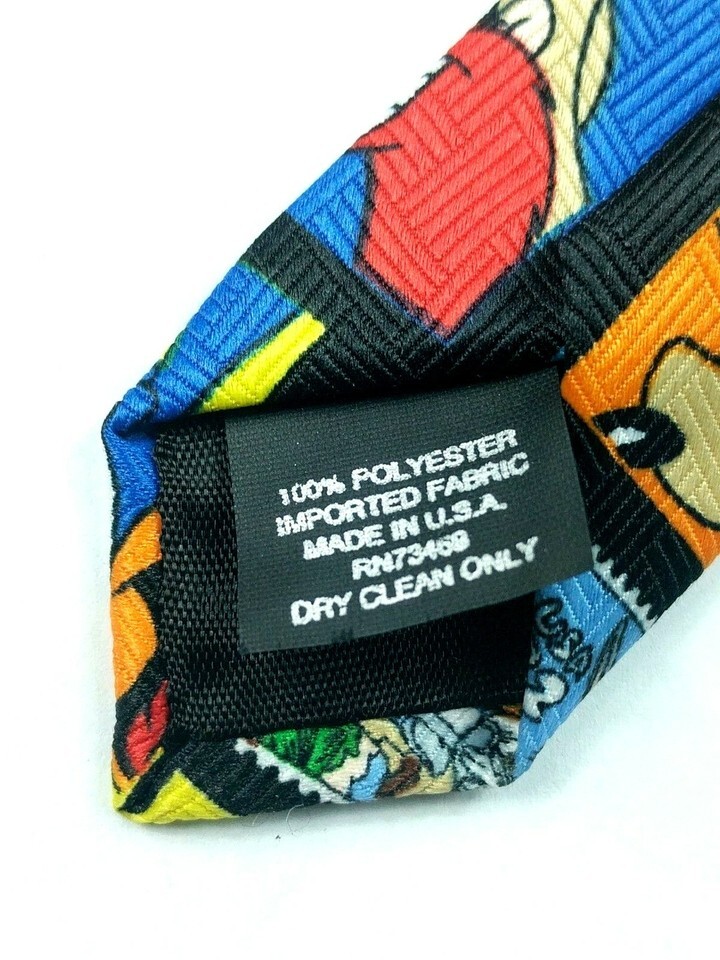 100% POLYESTER
IMPORTED FABRIC
MADE IN U.S.A.
RN73469
DRY CLEAN ONLY